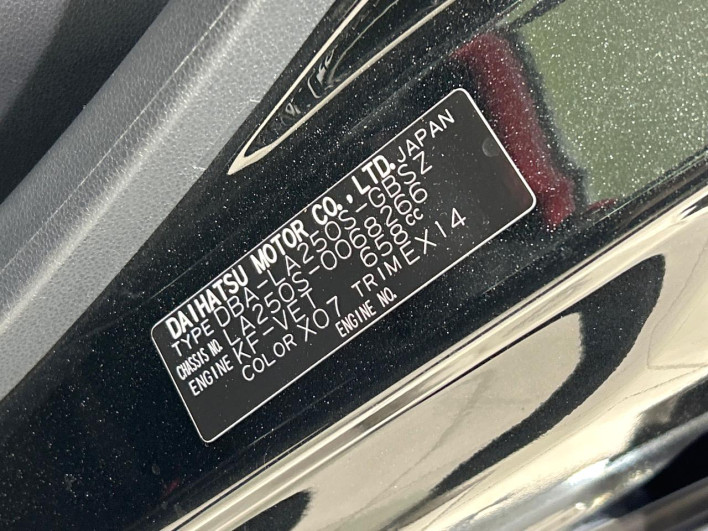 DAIHATSU MOTOR CO., LTD. JAPAN
TYPE DBA-LA250S-GBSZ
CHASSIS NO. LA250S-0068266
ENGINE KF-VET 658cc
COLOR X07 TRIM EX14
ENGINE NO.